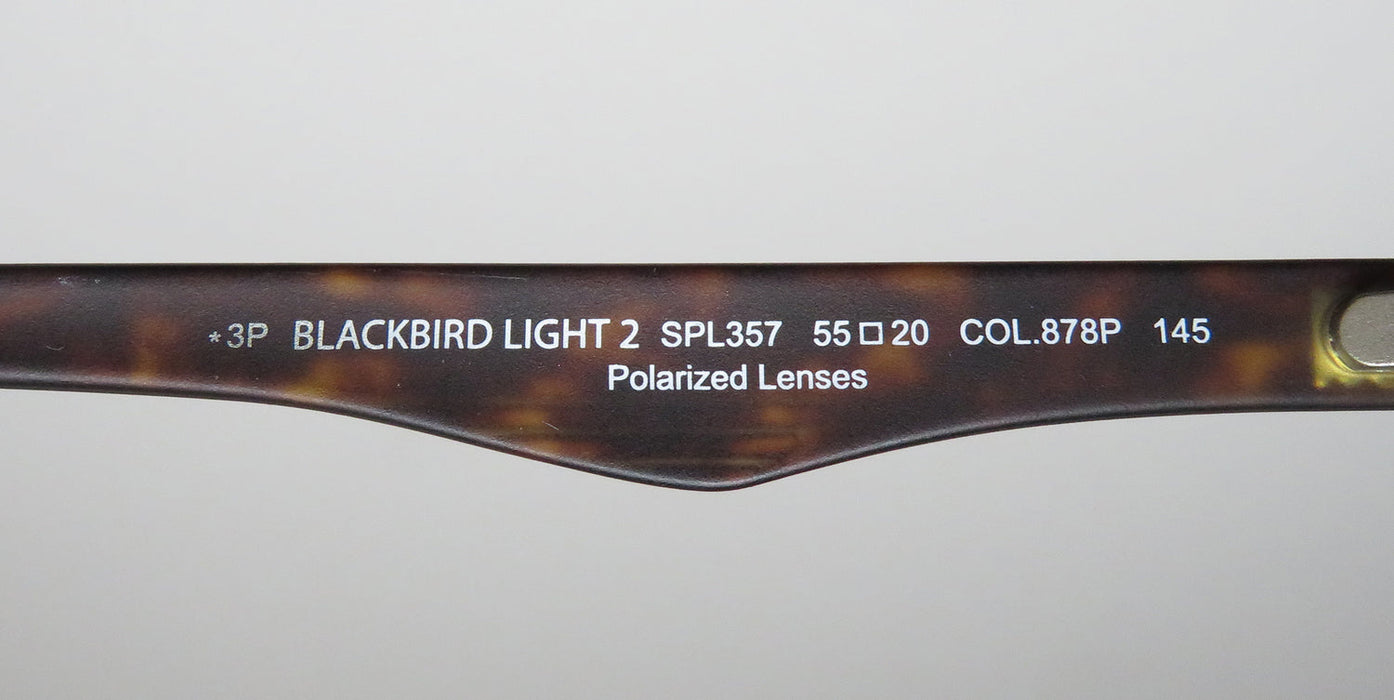 *3P BLACKBIRD LIGHT 2 SPL357 55□20 COL.878P 145
Polarized Lenses